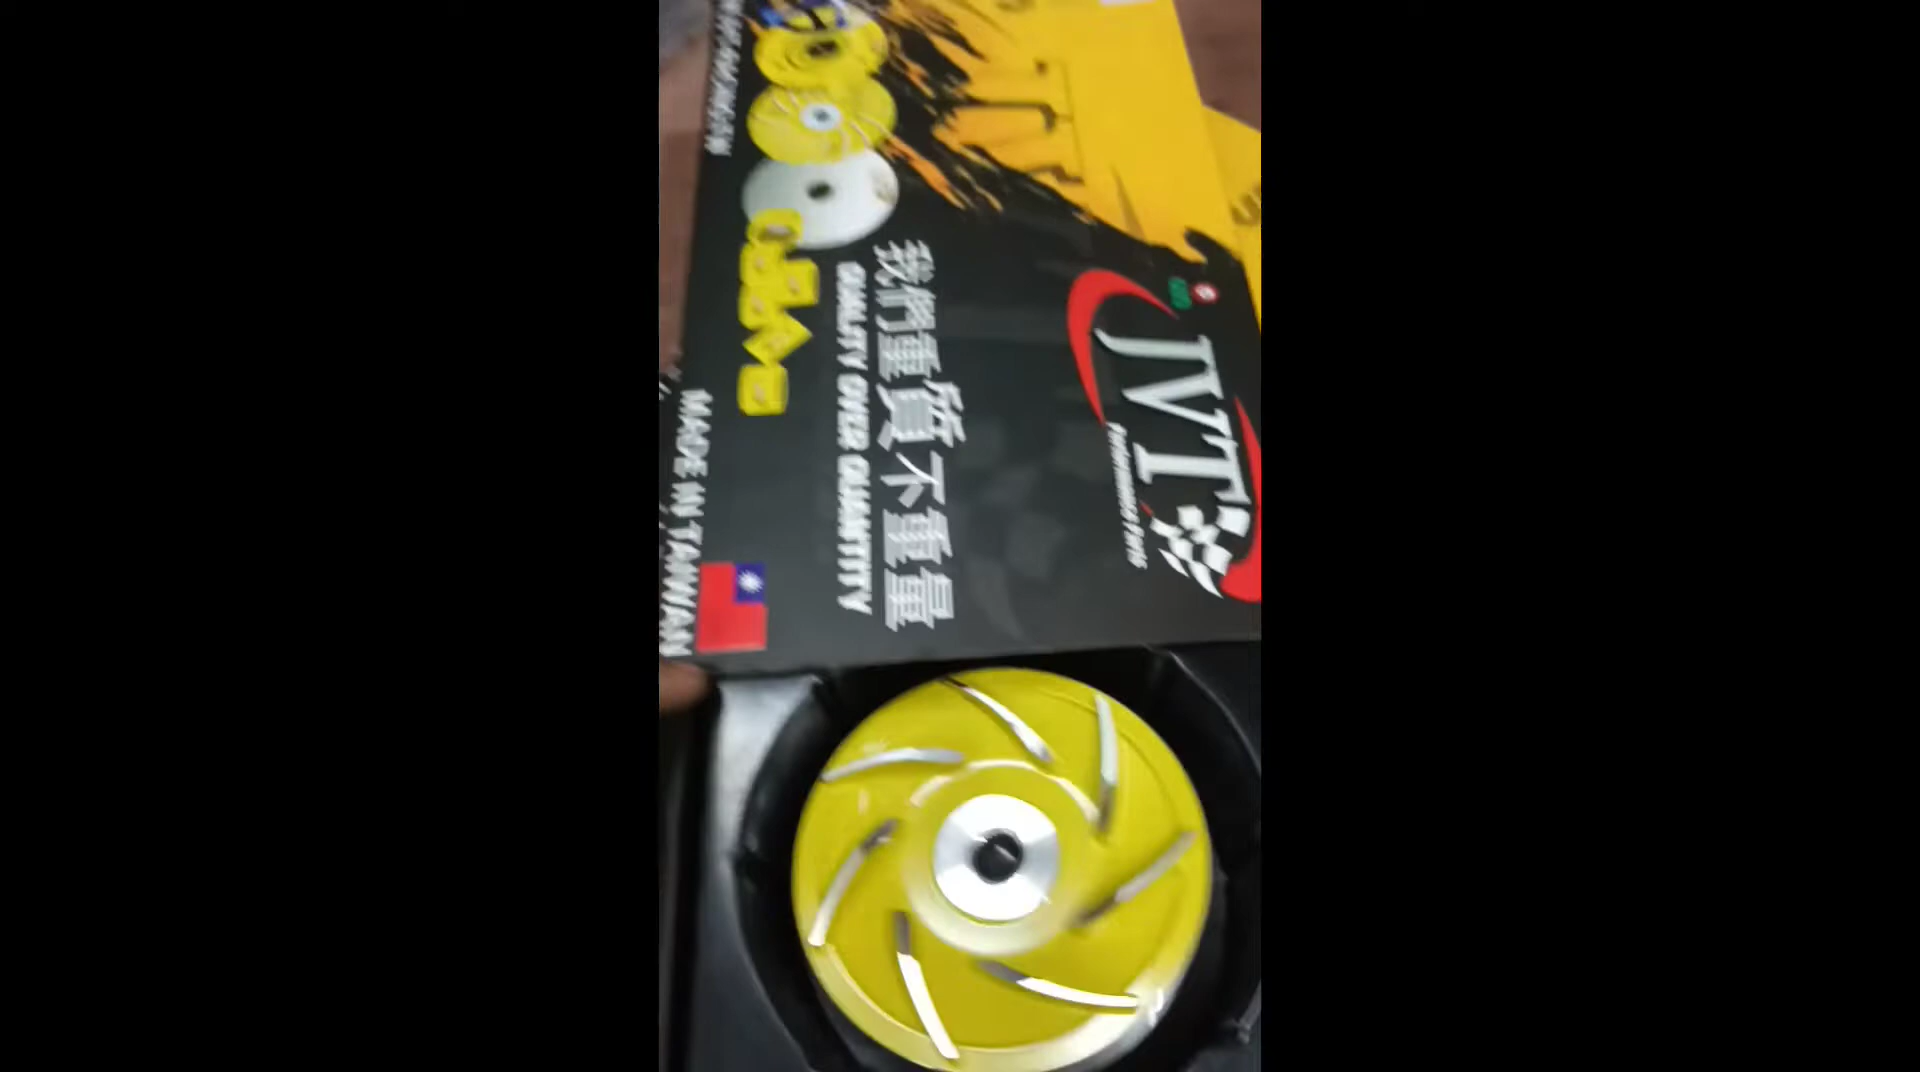 JVT
Performance Parts
我們重質不重量
QUALITY OVER QUANTITY
MADE IN TAIWAN